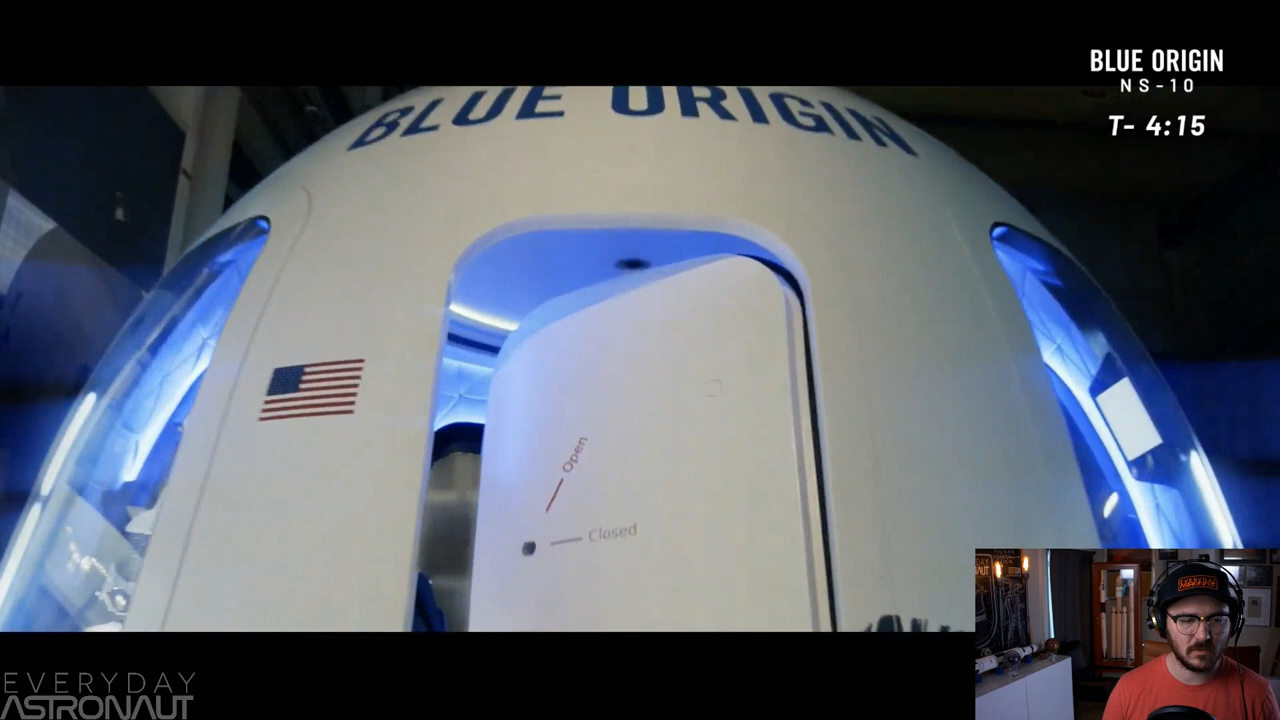 BLUE ORIGIN
NS-10
T- 4:15
BLUE ORIGIN
Open
Closed
EVERYDAY
ASTRONAUT